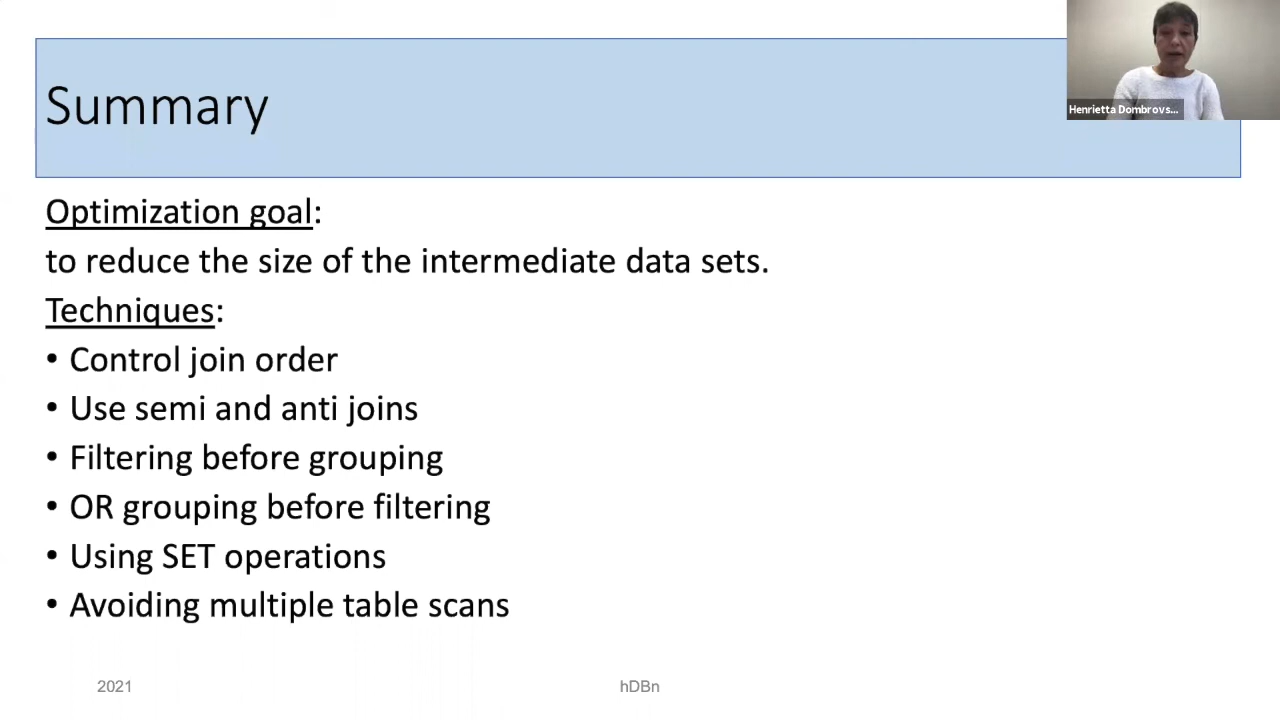 Summary
Henrietta Dombrovs...
Optimization goal:
to reduce the size of the intermediate data sets.
Techniques:
• Control join order
• Use semi and anti joins
• Filtering before grouping
• OR grouping before filtering
• Using SET operations
• Avoiding multiple table scans
2021
hDBn